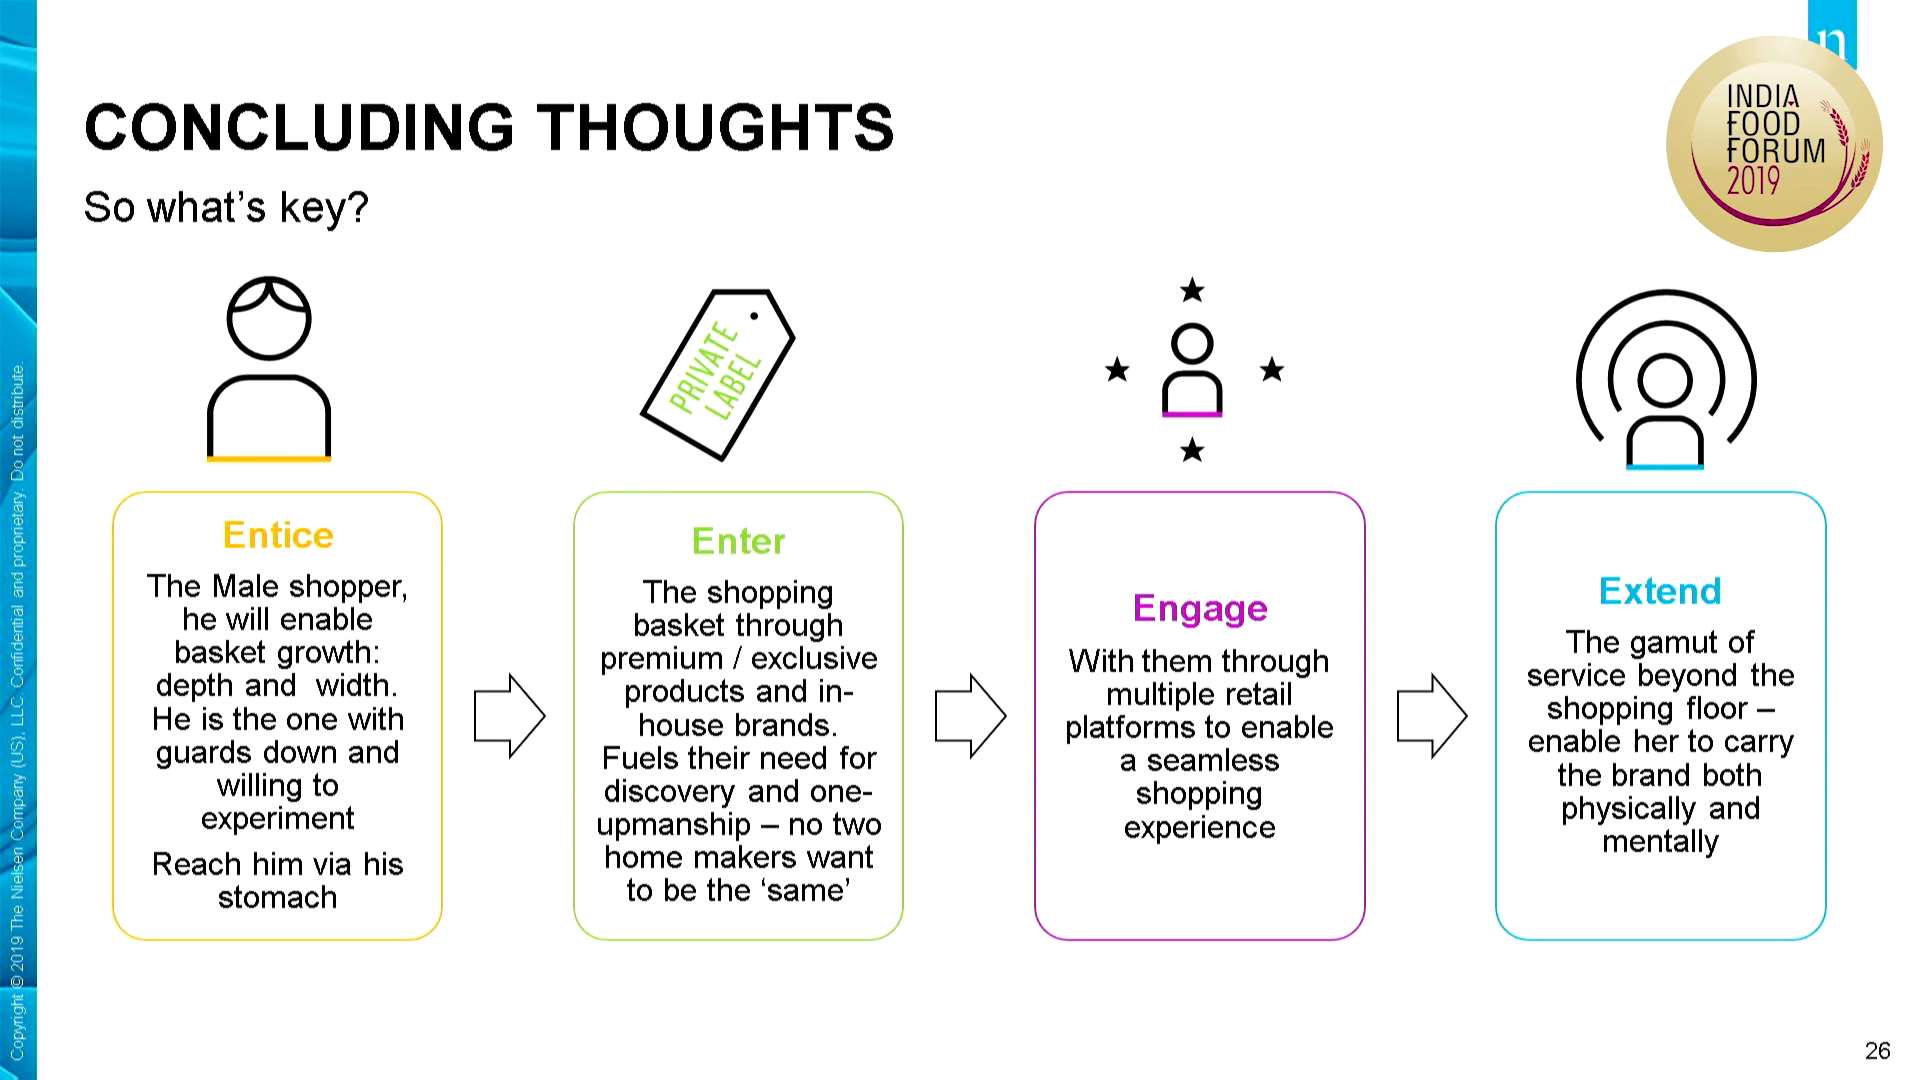 n
INDIA
FOOD
FORUM
2019
CONCLUDING THOUGHTS
So what’s key?
PRIVATE
LABEL
Entice
The Male shopper,
he will enable
basket growth:
depth and width.
He is the one with
guards down and
willing to
experiment
Reach him via his
stomach
Enter
The shopping
basket through
premium / exclusive
products and in-
house brands.
Fuels their need for
discovery and one-
upmanship – no two
home makers want
to be the ‘same’
Engage
With them through
multiple retail
platforms to enable
a seamless
shopping
experience
Extend
The gamut of
service beyond the
shopping floor –
enable her to carry
the brand both
physically and
mentally
Copyright © 2019 The Nielsen Company (US), LLC. Confidential and proprietary. Do not distribute.
26